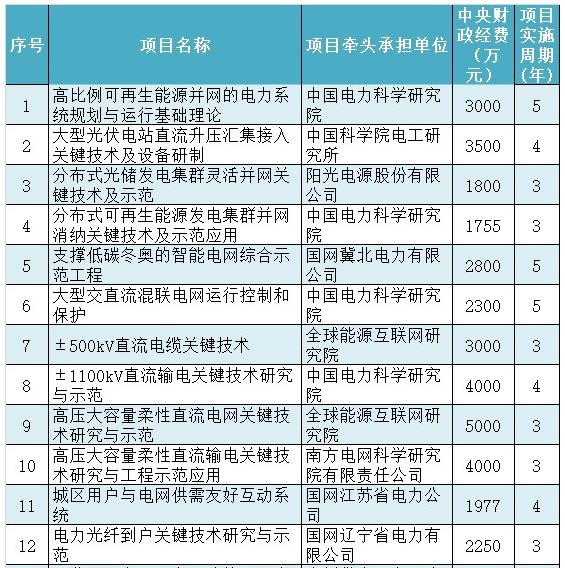 序号 项目名称 项目牵头承担单位 中央财政经费（万元） 项目实施周期(年)
1 高比例可再生能源并网的电力系统规划与运行基础理论 中国电力科学研究院 3000 5
2 大型光伏电站直流升压汇集接入关键技术及设备研制 中国科学院电工研究所 3500 4
3 分布式光储发电集群灵活并网关键技术及示范 阳光电源股份有限公司 1800 3
4 分布式可再生能源发电集群并网消纳关键技术及示范应用 中国电力科学研究院 1755 3
5 支撑低碳冬奥的智能电网综合示范工程 国网冀北电力有限公司 2800 5
6 大型交直流混联电网运行控制和保护 中国电力科学研究院 2300 5
7 ±500kV直流电缆关键技术 全球能源互联网研究院 3000 3
8 ±1100kV直流输电关键技术研究与示范 中国电力科学研究院 4000 4
9 高压大容量柔性直流电网关键技术研究与示范 全球能源互联网研究院 5000 3
10 高压大容量柔性直流输电关键技术研究与工程示范应用 南方电网科学研究院有限责任公司 4000 3
11 城区用户与电网供需友好互动系统 国网江苏省电力公司 1977 4
12 电力光纤到户关键技术研究与示范 国网辽宁省电力有限公司 2250 3